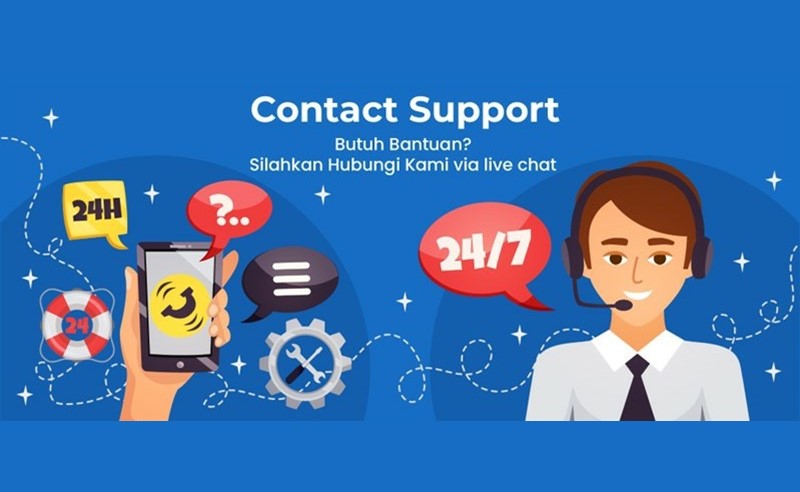 Contact Support
Butuh Bantuan?
Silahkan Hubungi Kami via live chat
24H
?..
24/7
24